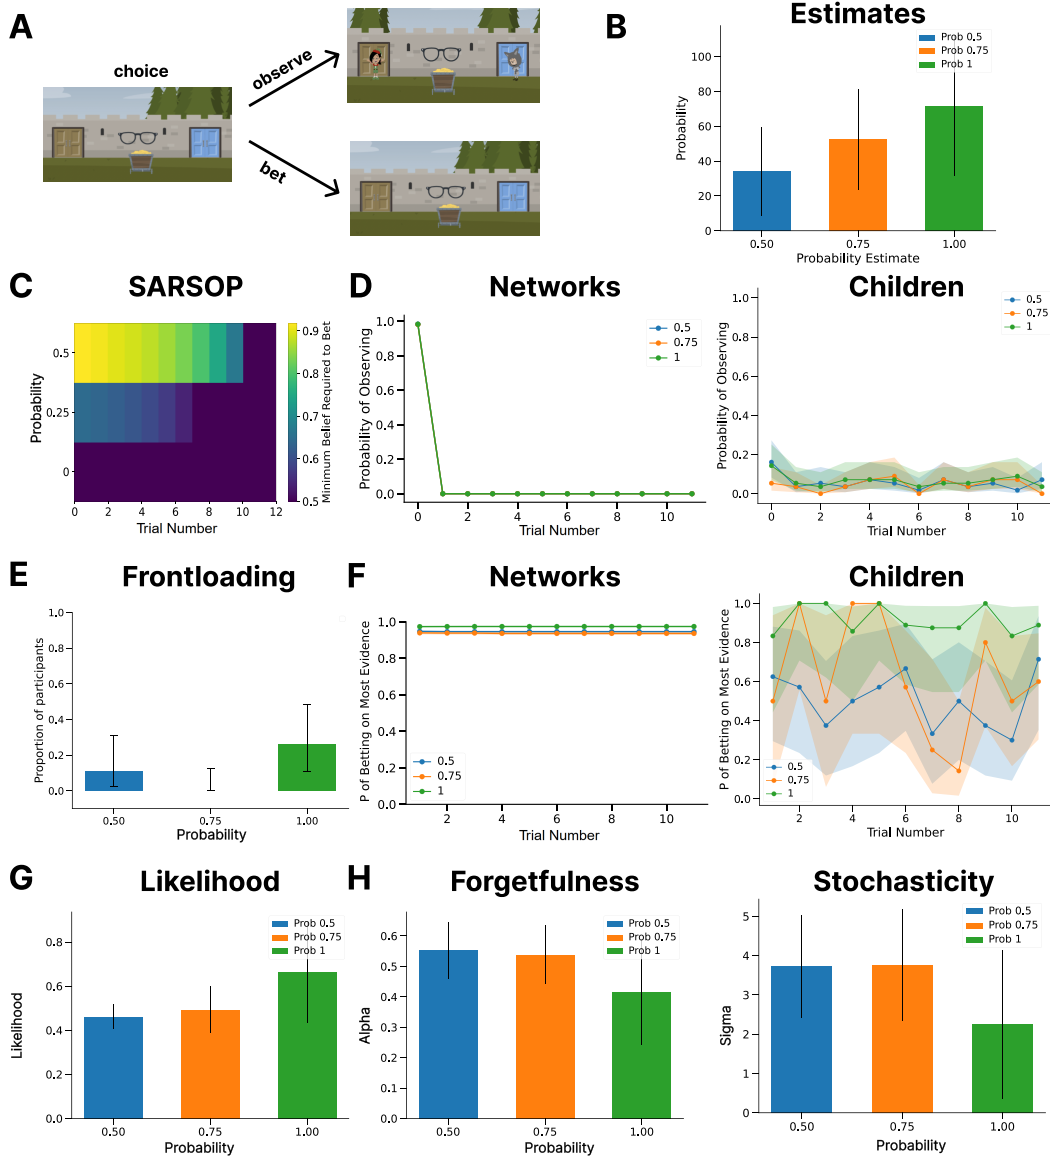 A
choice
observe
bet
B
Estimates
Probability
100
80
60
40
20
0
Prob 0.5
Prob 0.75
Prob 1
0.50 0.75 1.00
Probability Estimate
C
SARSOP
Probability
0.5
0.25
0
0 2 4 6 8 10 12
Trial Number
0.9
0.8
0.7
0.6
0.5
Minimum Belief Required to Bet
D
Networks
Probability of Observing
1.0
0.8
0.6
0.4
0.2
0.0
0.5
0.75
1
0 2 4 6 8 10
Trial Number
Children
Probability of Observing
1.0
0.8
0.6
0.4
0.2
0.0
0.5
0.75
1
0 2 4 6 8 10
Trial Number
E
Frontloading
Proportion of participants
1.0
0.8
0.6
0.4
0.2
0.0
0.50 0.75 1.00
Probability
F
Networks
P of Betting on Most Evidence
1.0
0.8
0.6
0.4
0.2
0.0
0.5
0.75
1
2 4 6 8 10
Trial Number
Children
P of Betting on Most Evidence
1.0
0.8
0.6
0.4
0.2
0.0
0.5
0.75
1
2 4 6 8 10
Trial Number
G
Likelihood
Likelihood
0.8
0.6
0.4
0.2
0.0
Prob 0.5
Prob 0.75
Prob 1
0.50 0.75 1.00
Probability
H
Forgetfulness
Alpha
0.6
0.5
0.4
0.3
0.2
0.1
0.0
Prob 0.5
Prob 0.75
Prob 1
0.50 0.75 1.00
Probability
Stochasticity
Sigma
5
4
3
2
1
0
Prob 0.5
Prob 0.75
Prob 1
0.50 0.75 1.00
Probability